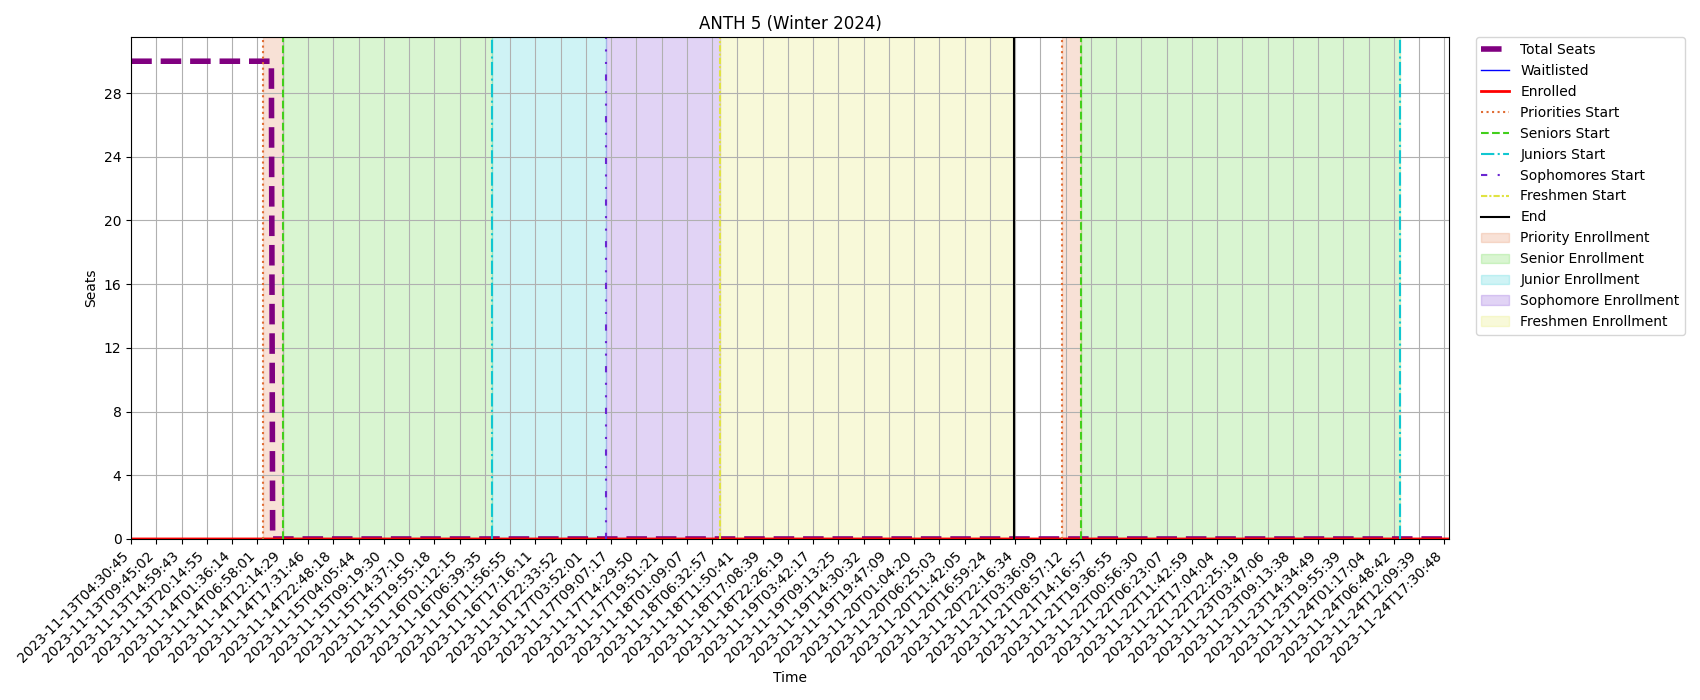 ANTH 5 (Winter 2024)
Seats
28
24
20
16
12
8
4
0
2023-11-13T04:30:45
2023-11-13T09:45:02
2023-11-13T14:59:43
2023-11-13T20:14:55
2023-11-14T01:36:14
2023-11-14T06:58:01
2023-11-14T12:14:29
2023-11-14T17:31:46
2023-11-14T22:48:18
2023-11-15T04:05:44
2023-11-15T09:19:30
2023-11-15T14:37:10
2023-11-15T19:55:18
2023-11-16T01:12:15
2023-11-16T06:39:35
2023-11-16T11:56:55
2023-11-16T17:16:11
2023-11-16T22:33:52
2023-11-17T03:52:01
2023-11-17T09:07:17
2023-11-17T14:29:50
2023-11-17T19:51:21
2023-11-18T01:09:07
2023-11-18T06:32:57
2023-11-18T11:50:41
2023-11-18T17:08:39
2023-11-18T22:26:19
2023-11-19T03:42:17
2023-11-19T09:13:25
2023-11-19T14:30:32
2023-11-19T19:47:09
2023-11-20T01:04:20
2023-11-20T06:25:03
2023-11-20T11:42:05
2023-11-20T16:59:24
2023-11-20T22:16:34
2023-11-21T03:36:09
2023-11-21T08:57:12
2023-11-21T14:16:57
2023-11-21T19:36:55
2023-11-22T00:56:30
2023-11-22T06:23:07
2023-11-22T11:42:59
2023-11-22T17:04:04
2023-11-22T22:25:19
2023-11-23T03:47:06
2023-11-23T09:13:38
2023-11-23T14:34:49
2023-11-23T19:55:39
2023-11-24T01:17:04
2023-11-24T06:48:42
2023-11-24T12:09:39
2023-11-24T17:30:48
Time
Total Seats
Waitlisted
Enrolled
Priorities Start
Seniors Start
Juniors Start
Sophomores Start
Freshmen Start
End
Priority Enrollment
Senior Enrollment
Junior Enrollment
Sophomore Enrollment
Freshmen Enrollment